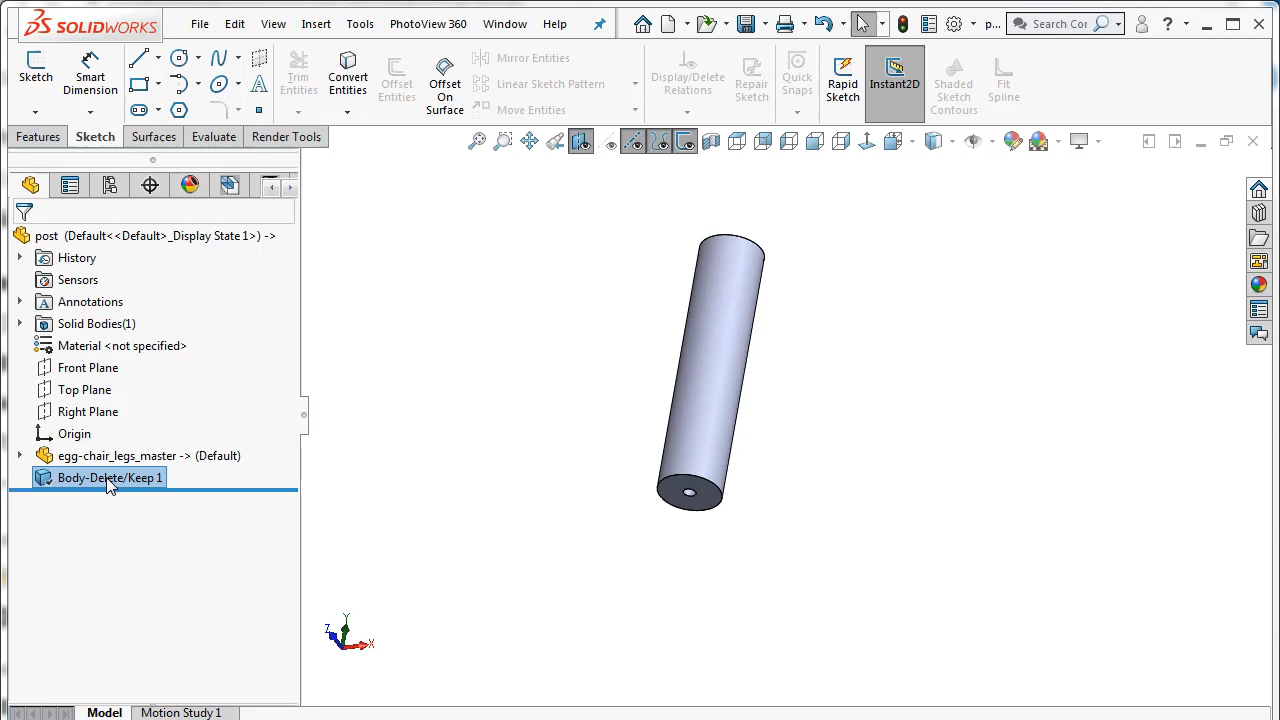 SOLIDWORKS
File Edit View Insert Tools PhotoView 360 Window Help
p...
Search Cor
?
Sketch
Smart Dimension
Trim Entities
Convert Entities
Offset Entities
Offset On Surface
Mirror Entities
Linear Sketch Pattern
Move Entities
Display/Delete Relations
Repair Sketch
Quick Snaps
Rapid Sketch
Instant2D
Shaded Sketch Contours
Fit Spline
Features Sketch Surfaces Evaluate Render Tools
post (Default<<Default>_Display State 1>) ->
History
Sensors
Annotations
Solid Bodies(1)
Material <not specified>
Front Plane
Top Plane
Right Plane
Origin
egg-chair_legs_master -> (Default)
Body-Delete/Keep 1
Y
Z
X
Model Motion Study 1